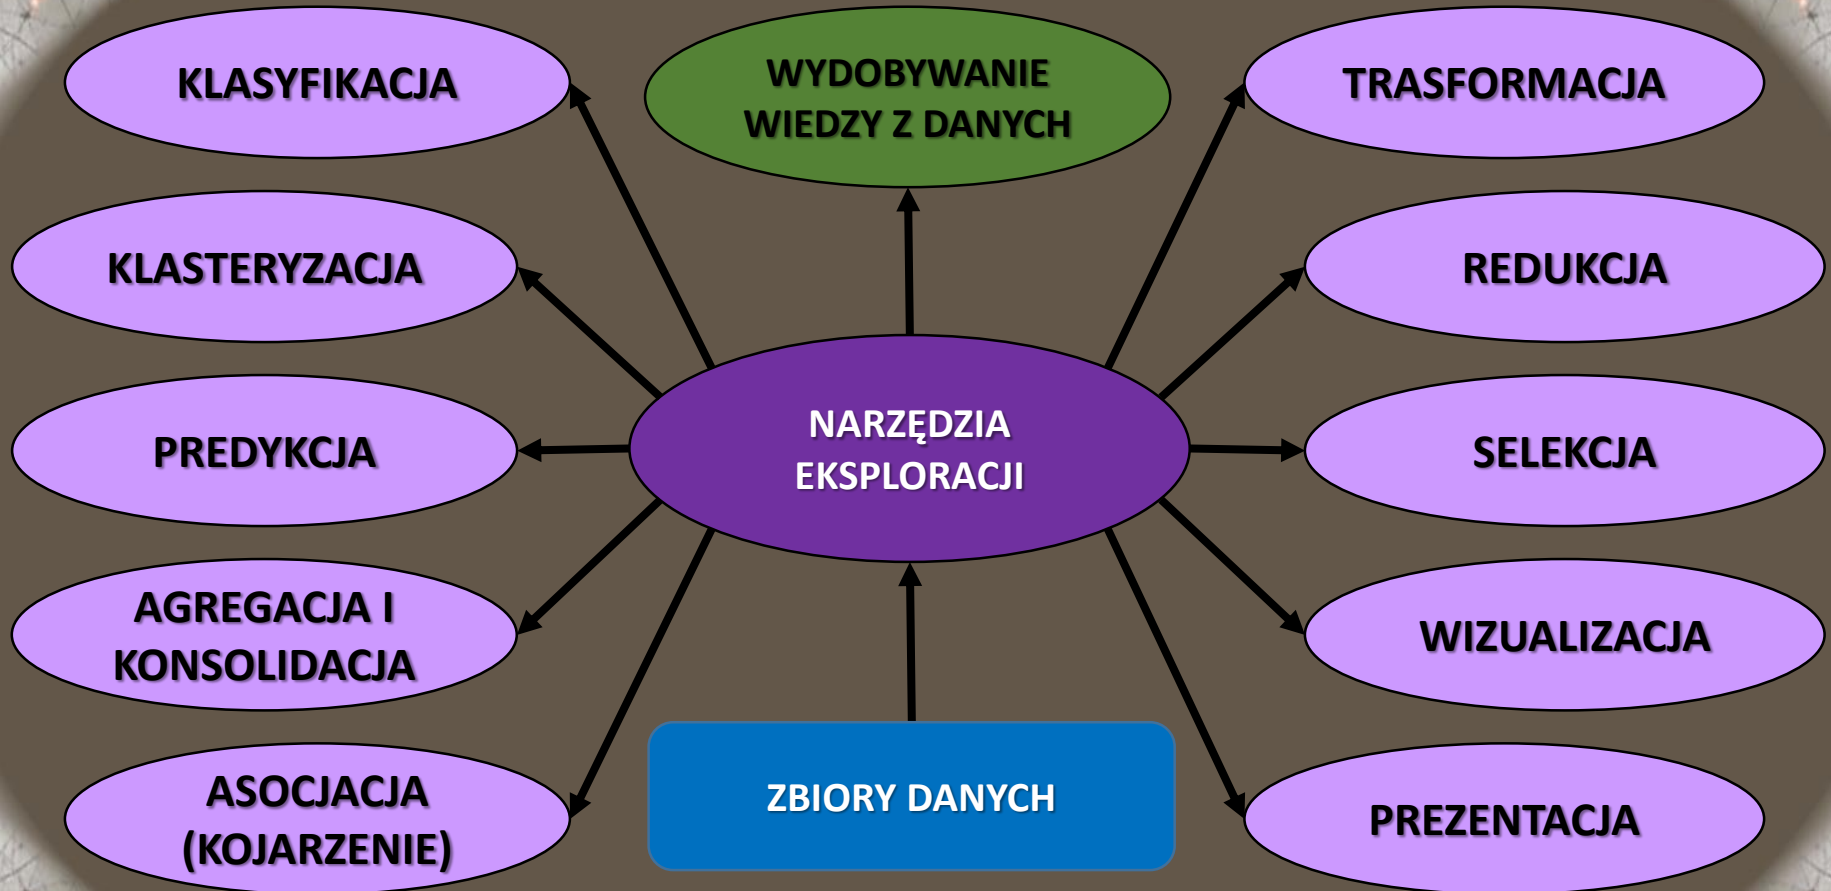 KLASYFIKACJA
WYDOBYWANIE
WIEDZY Z DANYCH
TRASFORMACJA
KLASTERYZACJA
REDUKCJA
PREDYKCJA
NARZĘDZIA
EKSPLORACJI
SELEKCJA
AGREGACJA I
KONSOLIDACJA
WIZUALIZACJA
ASOCJACJA
(KOJARZENIE)
ZBIORY DANYCH
PREZENTACJA